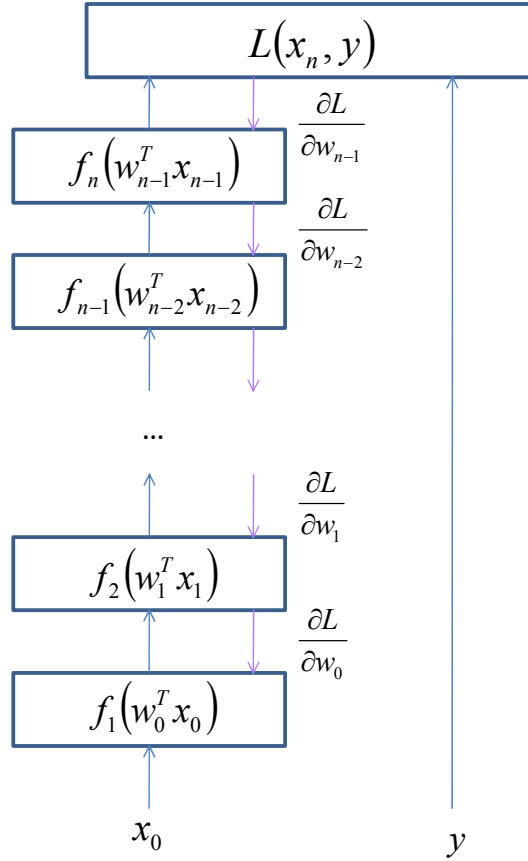 L(x_n, y)
∂L/∂w_{n-1}
f_n(w_{n-1}^T x_{n-1})
∂L/∂w_{n-2}
f_{n-1}(w_{n-2}^T x_{n-2})
...
∂L/∂w_1
f_2(w_1^T x_1)
∂L/∂w_0
f_1(w_0^T x_0)
x_0 y